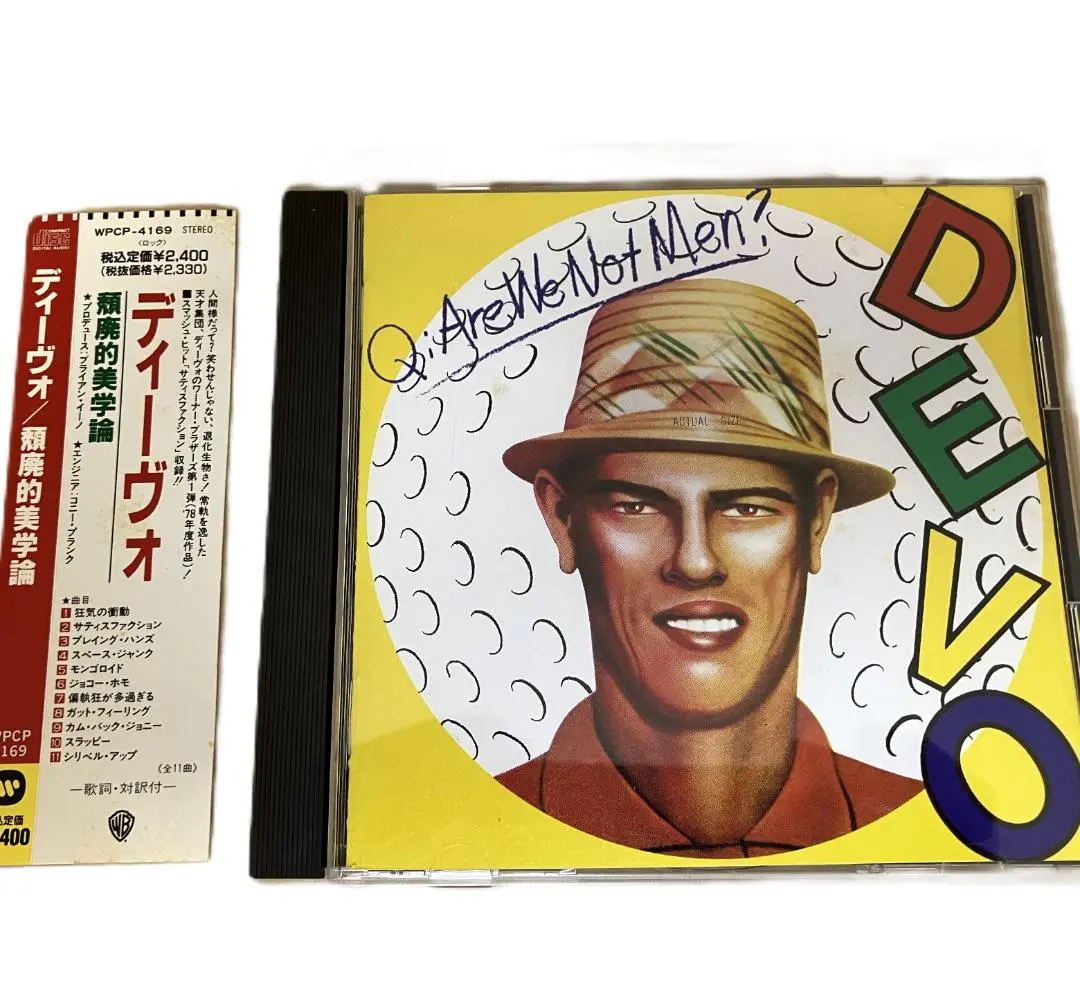 ディーヴォ/頽廃的美学論
WPCP
4169
定価
400
COMPACT
disc
DIGITAL AUDIO
WPCP-4169 STEREO
〈ロック〉
税込定価¥2,400
(税抜価格¥2,330)
人間様だって?笑わせんじゃない、退化生物さ!常軌を逸した
天才集団、ディーヴォのワーナー・ブラザーズ第1弾('78年度作品)!
■スマッシュ・ヒット「サティスファクション」収録!!
ディーヴォ
頽廃的美学論
★プロデュース:ブライアン・イーノ ★エンジニア:コニー・プランク
★曲目
1 狂気の衝動
2 サティスファクション
3 プレイング・ハンズ
4 スペース・ジャンク
5 モンゴロイド
6 ジョコー・ホモ
7 偏執狂が多過ぎる
8 ガット・フィーリング
9 カム・バック・ジョニー
10 スラッピー
11 シリベル・アップ
《全11曲》
—歌詞・対訳付—
WB
Q: Are We Not Men?
DEVO
ACTUAL SIZE